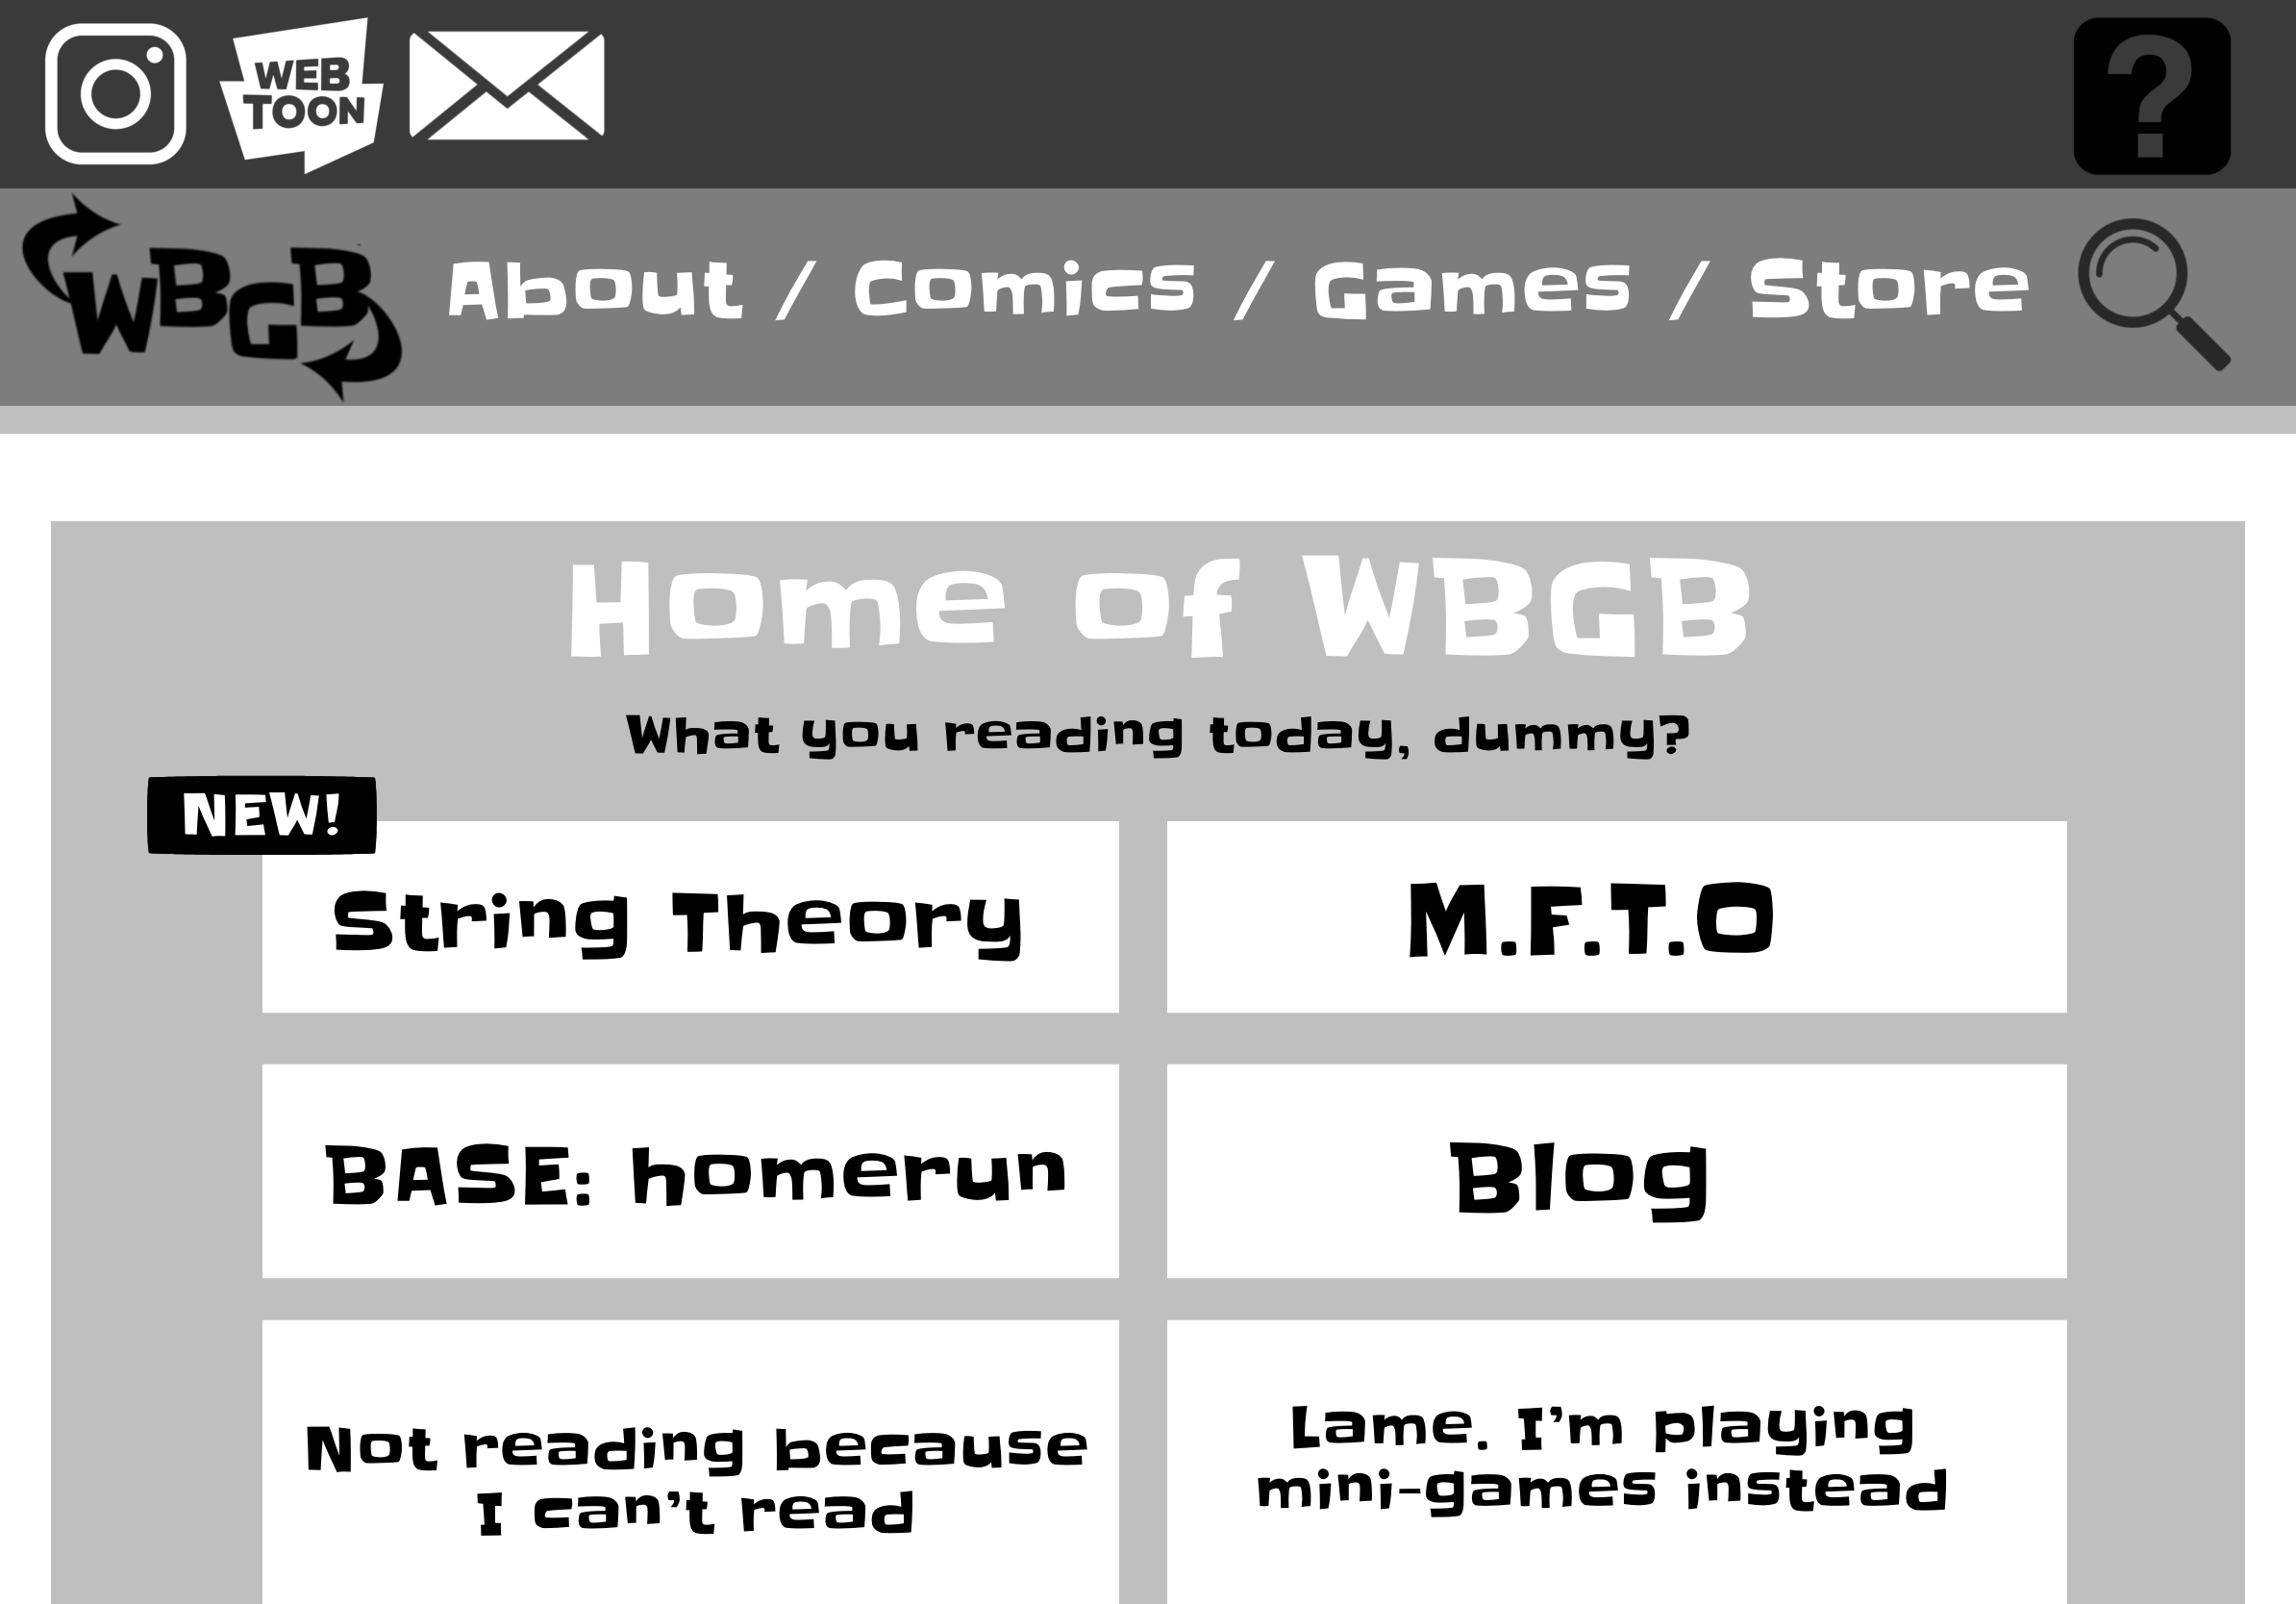 WEB
TOON
?
WBGB
About / Comics / Games / Store
Home of WBGB
What you reading today, dummy?
NEW!
String Theory
M.F.T.O
BASE: homerun
Blog
Not reading because
I can't read
Lame. I'm playing
mini-games instead